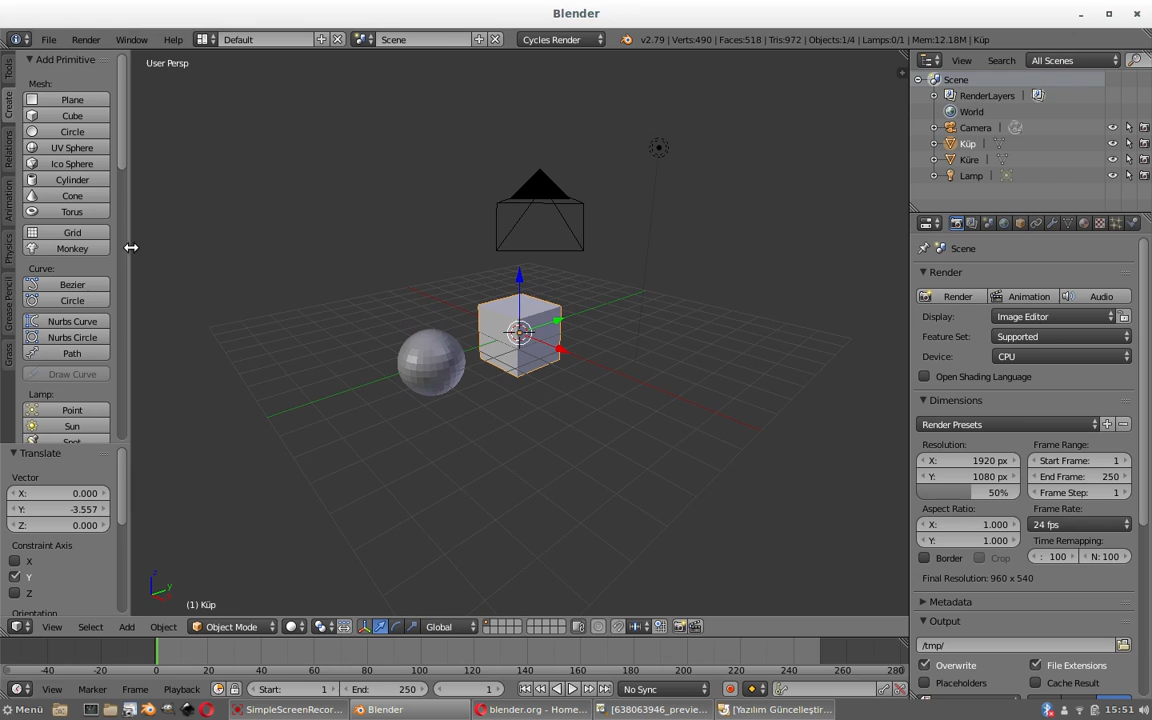 Blender
File Render Window Help Default Scene Cycles Render v2.79 | Verts:490 | Faces:518 | Tris:972 | Objects:1/4 | Lamps:0/1 | Mem:12.18M | Küp
Tools
Create
Relations
Animation
Physics
Grease Pencil
Grass
Add Primitive
Mesh:
Plane
Cube
Circle
UV Sphere
Ico Sphere
Cylinder
Cone
Torus
Grid
Monkey
Curve:
Bezier
Circle
Nurbs Curve
Nurbs Circle
Path
Draw Curve
Lamp:
Point
Sun
Spot
Translate
Vector
X: 0.000
Y: -3.557
Z: 0.000
Constraint Axis
X
Y
Z
Orientation
User Persp
z
y
(1) Küp
View Select Add Object Object Mode Global
-40 -20 0 20 40 60 80 100 120 140 160 180 200 220 240 260 280
View Marker Frame Playback Start: 1 End: 250 1 No Sync
View Search All Scenes
Scene
RenderLayers |
World
Camera
Küp
Küre
Lamp
Scene
Render
Render Animation Audio
Display: Image Editor
Feature Set: Supported
Device: CPU
Open Shading Language
Dimensions
Render Presets
Resolution: Frame Range:
X: 1920 px Start Frame: 1
Y: 1080 px End Frame: 250
50% Frame Step: 1
Aspect Ratio: Frame Rate:
X: 1.000 24 fps
Y: 1.000 Time Remapping:
Border Crop : 100 N: 100
Final Resolution: 960 x 540
Metadata
Output
/tmp/
Overwrite File Extensions
Placeholders Cache Result
Menü SimpleScreenRecor... Blender blender.org - Home... [638063946_previe... [Yazılım Güncelleştir... 15:51